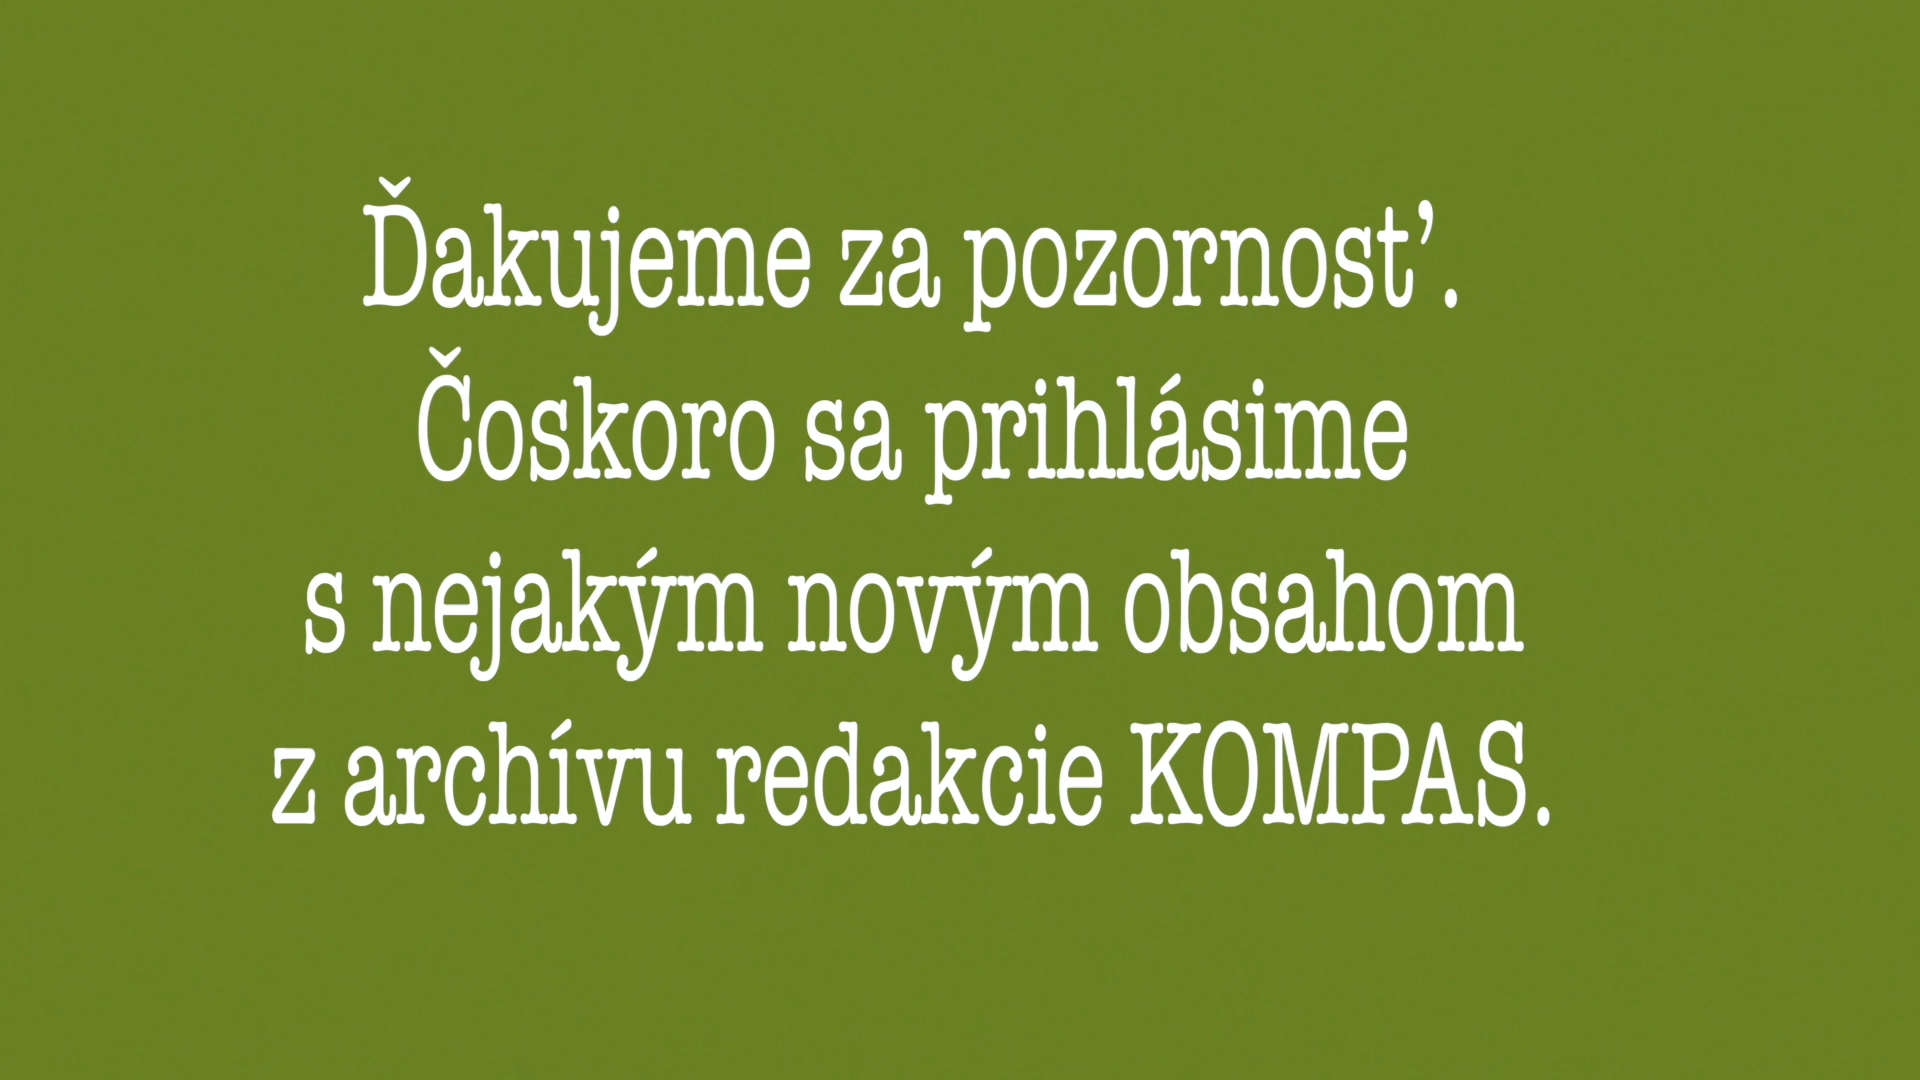 Ďakujeme za pozornosť.
Čoskoro sa prihlásime
s nejakým novým obsahom
z archívu redakcie KOMPAS.